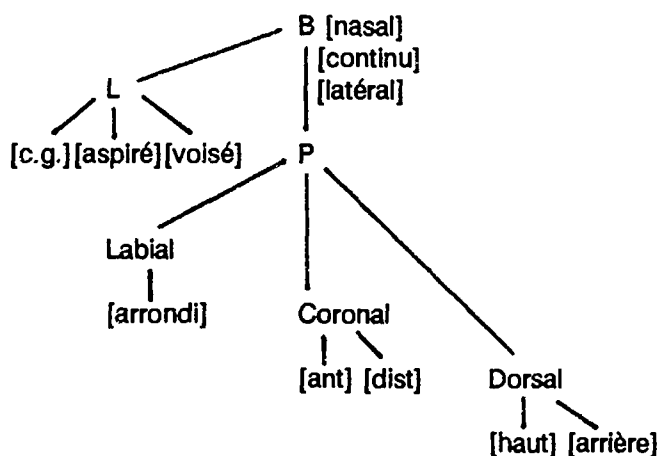 B [nasal]
[continu]
L
[latéral]
[c.g.] [aspiré] [voisé]
P
Labial
[arrondi]
Coronal
[ant] [dist]
Dorsal
[haut] [arrière]